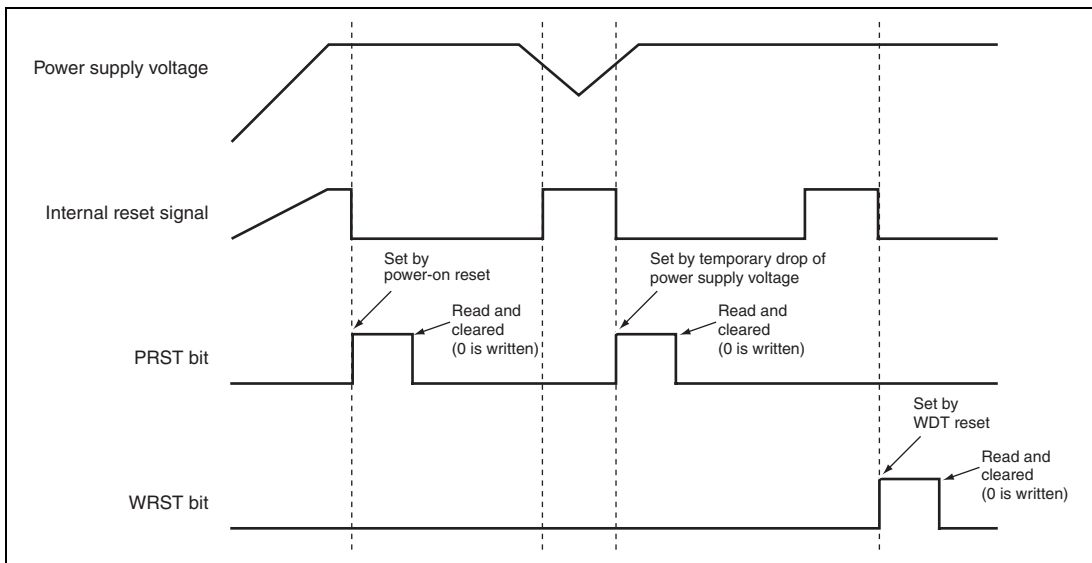 Power supply voltage
Internal reset signal
Set by
power-on reset
Set by temporary drop of
power supply voltage
Read and
cleared
(0 is written)
Read and
cleared
(0 is written)
PRST bit
Set by
WDT reset
Read and
cleared
(0 is written)
WRST bit